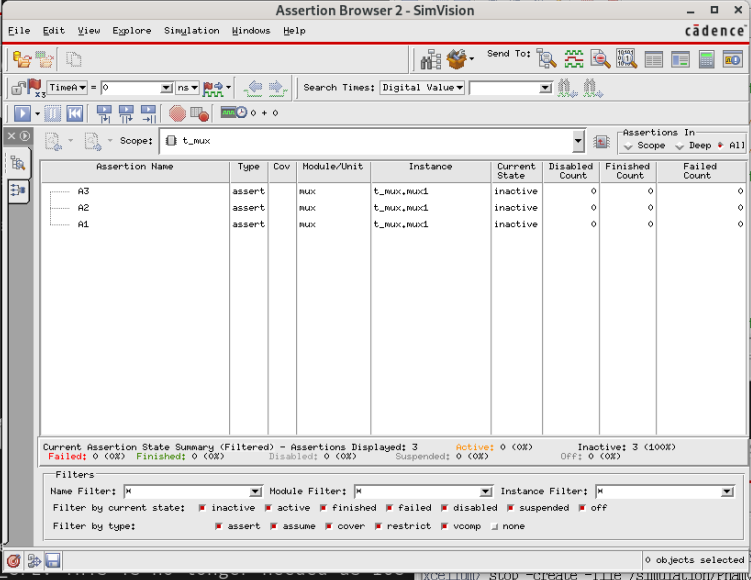 Assertion Browser 2 - SimVision
File Edit View Explore Simulation Windows Help
cādence
Send To:
x3 TimeA = 0 ns Search Times: Digital Value
0 + 0
Scope: t_mux
Assertions In
Scope Deep All
Assertion Name Type Cov Module/Unit Instance Current State Disabled Count Finished Count Failed Count
A3 assert mux t_mux.mux1 inactive 0 0 0
A2 assert mux t_mux.mux1 inactive 0 0 0
A1 assert mux t_mux.mux1 inactive 0 0 0
Current Assertion State Summary (Filtered) - Assertions Displayed: 3 Active: 0 (0%) Inactive: 3 (100%)
Failed: 0 (0%) Finished: 0 (0%) Disabled: 0 (0%) Suspended: 0 (0%) Off: 0 (0%)
Filters
Name Filter: * Module Filter: * Instance Filter: *
Filter by current state: inactive active finished failed disabled suspended off
Filter by type: assert assume cover restrict vcomp none
0 objects selected